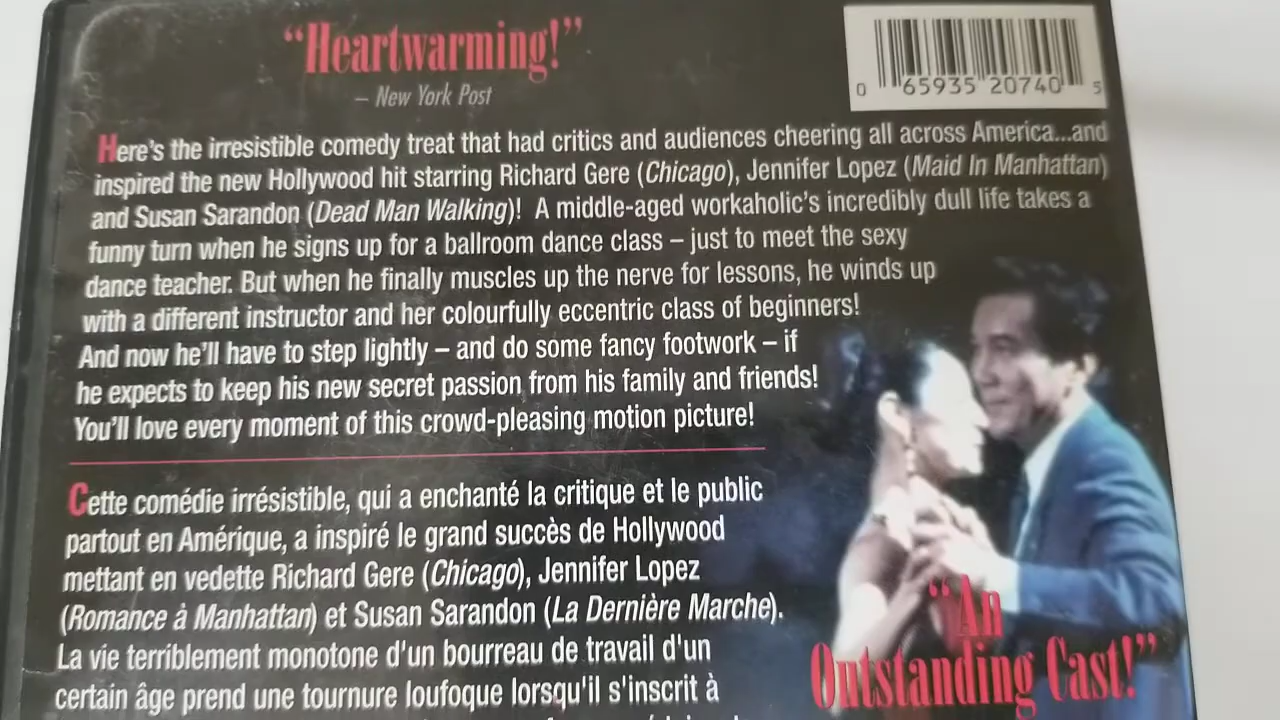 “Heartwarming!”
– New York Post
0 65935 20740 5
Here's the irresistible comedy treat that had critics and audiences cheering all across America...and
inspired the new Hollywood hit starring Richard Gere (Chicago), Jennifer Lopez (Maid In Manhattan)
and Susan Sarandon (Dead Man Walking)! A middle-aged workaholic's incredibly dull life takes a
funny turn when he signs up for a ballroom dance class – just to meet the sexy
dance teacher. But when he finally muscles up the nerve for lessons, he winds up
with a different instructor and her colourfully eccentric class of beginners!
And now he'll have to step lightly – and do some fancy footwork – if
he expects to keep his new secret passion from his family and friends!
You'll love every moment of this crowd-pleasing motion picture!
Cette comédie irrésistible, qui a enchanté la critique et le public
partout en Amérique, a inspiré le grand succès de Hollywood
mettant en vedette Richard Gere (Chicago), Jennifer Lopez
(Romance à Manhattan) et Susan Sarandon (La Dernière Marche).
La vie terriblement monotone d'un bourreau de travail d'un
certain âge prend une tournure loufoque lorsqu'il s'inscrit à
“An
Outstanding Cast!”